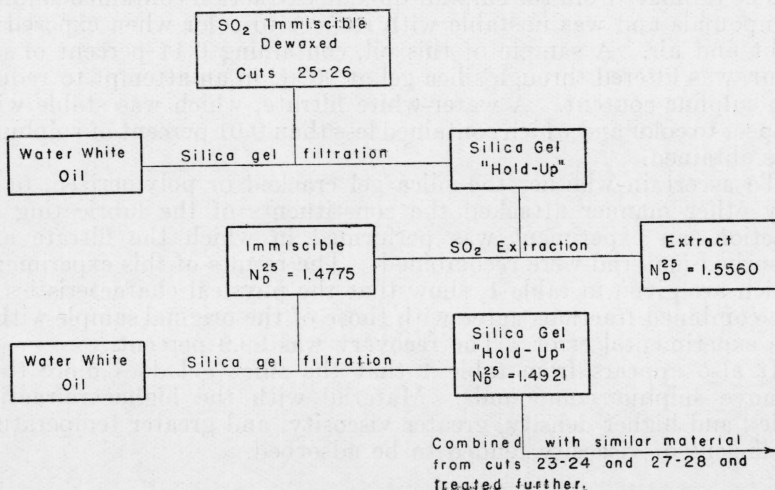 SO₂ Immiscible
Dewaxed
Cuts 25-26
Water White
Oil
Silica gel filtration
Silica Gel
"Hold-Up"
Immiscible
N_D^25 = 1.4775
SO₂ Extraction
Extract
N_D^25 = 1.5560
Water White
Oil
Silica gel filtration
Silica Gel
"Hold-Up"
N_D^25 = 1.4921
Combined with similar material
from cuts 23-24 and 27-28 and
treated further.